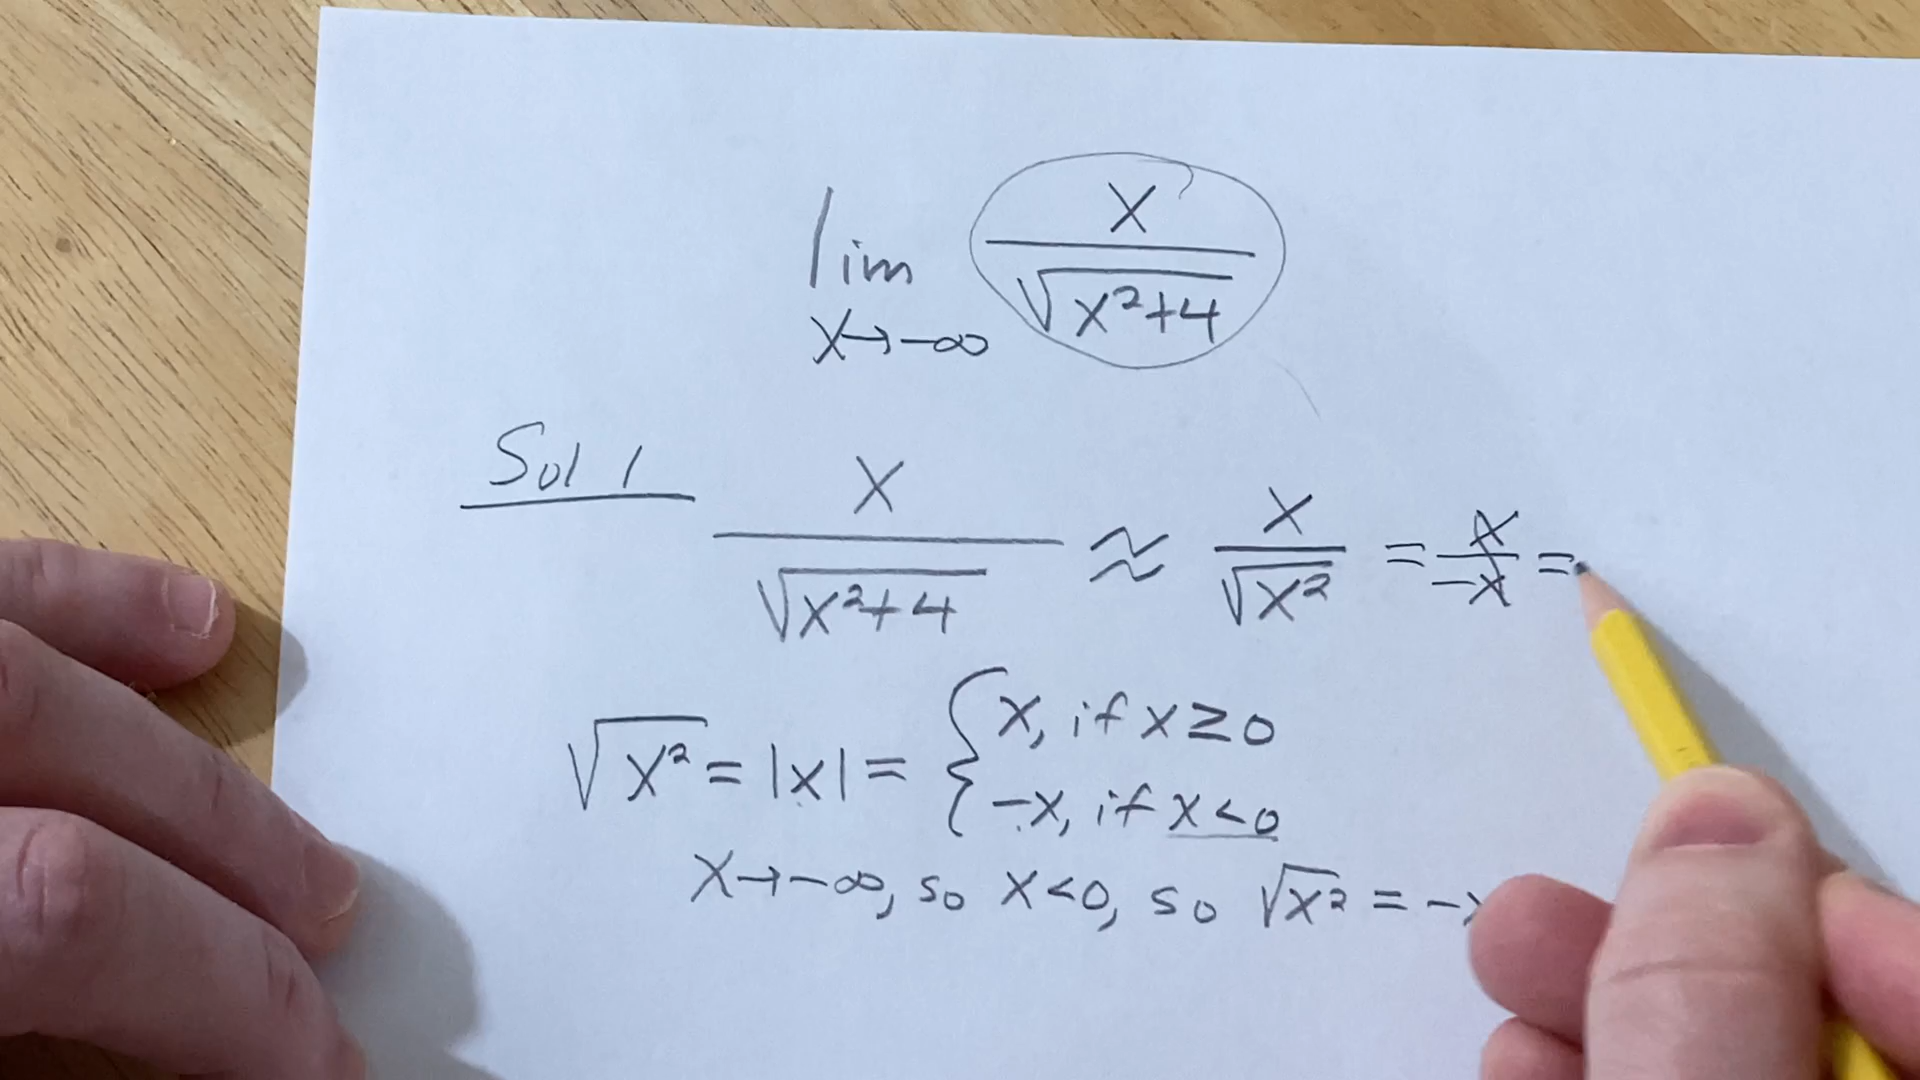 lim x→-∞ x/√(x²+4)
Sol 1
x/√(x²+4) ≈ x/√x² = x/-x =
√x² = |x| = { x, if x ≥ 0
-x, if x < 0
x→-∞, so x<0, so √x² = -x